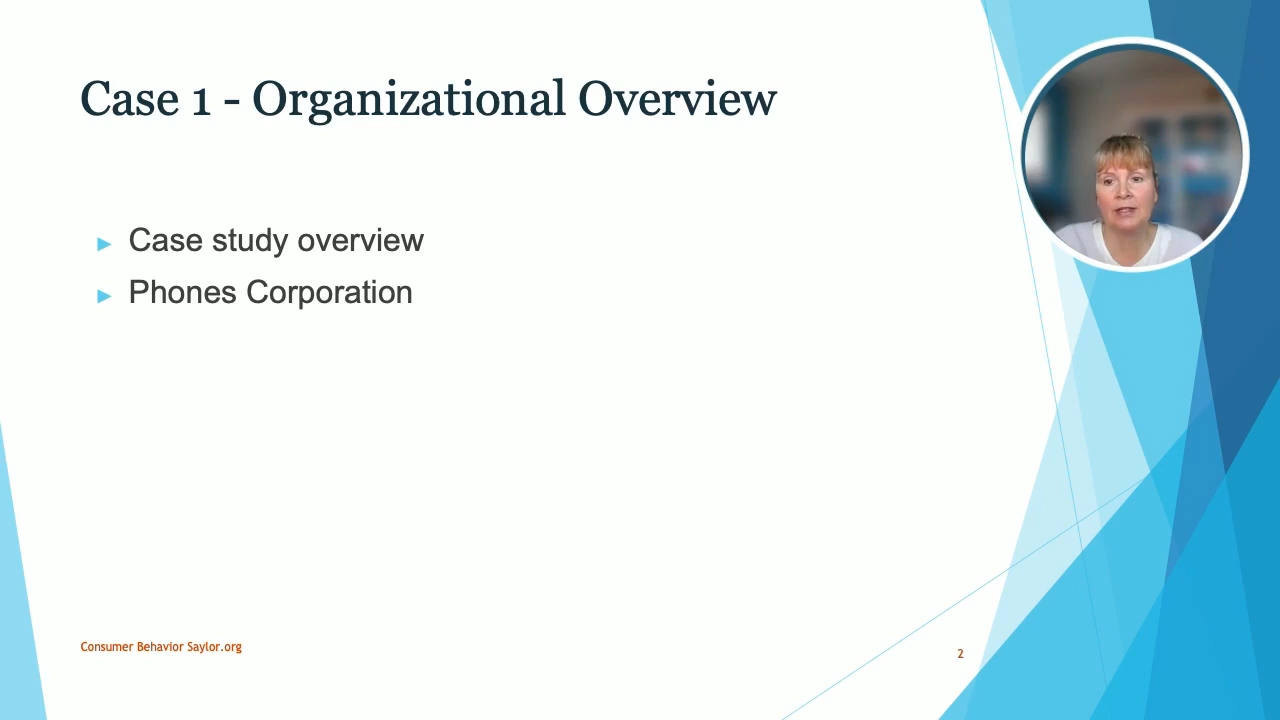 Case 1 - Organizational Overview
Case study overview
Phones Corporation
Consumer Behavior Saylor.org
2